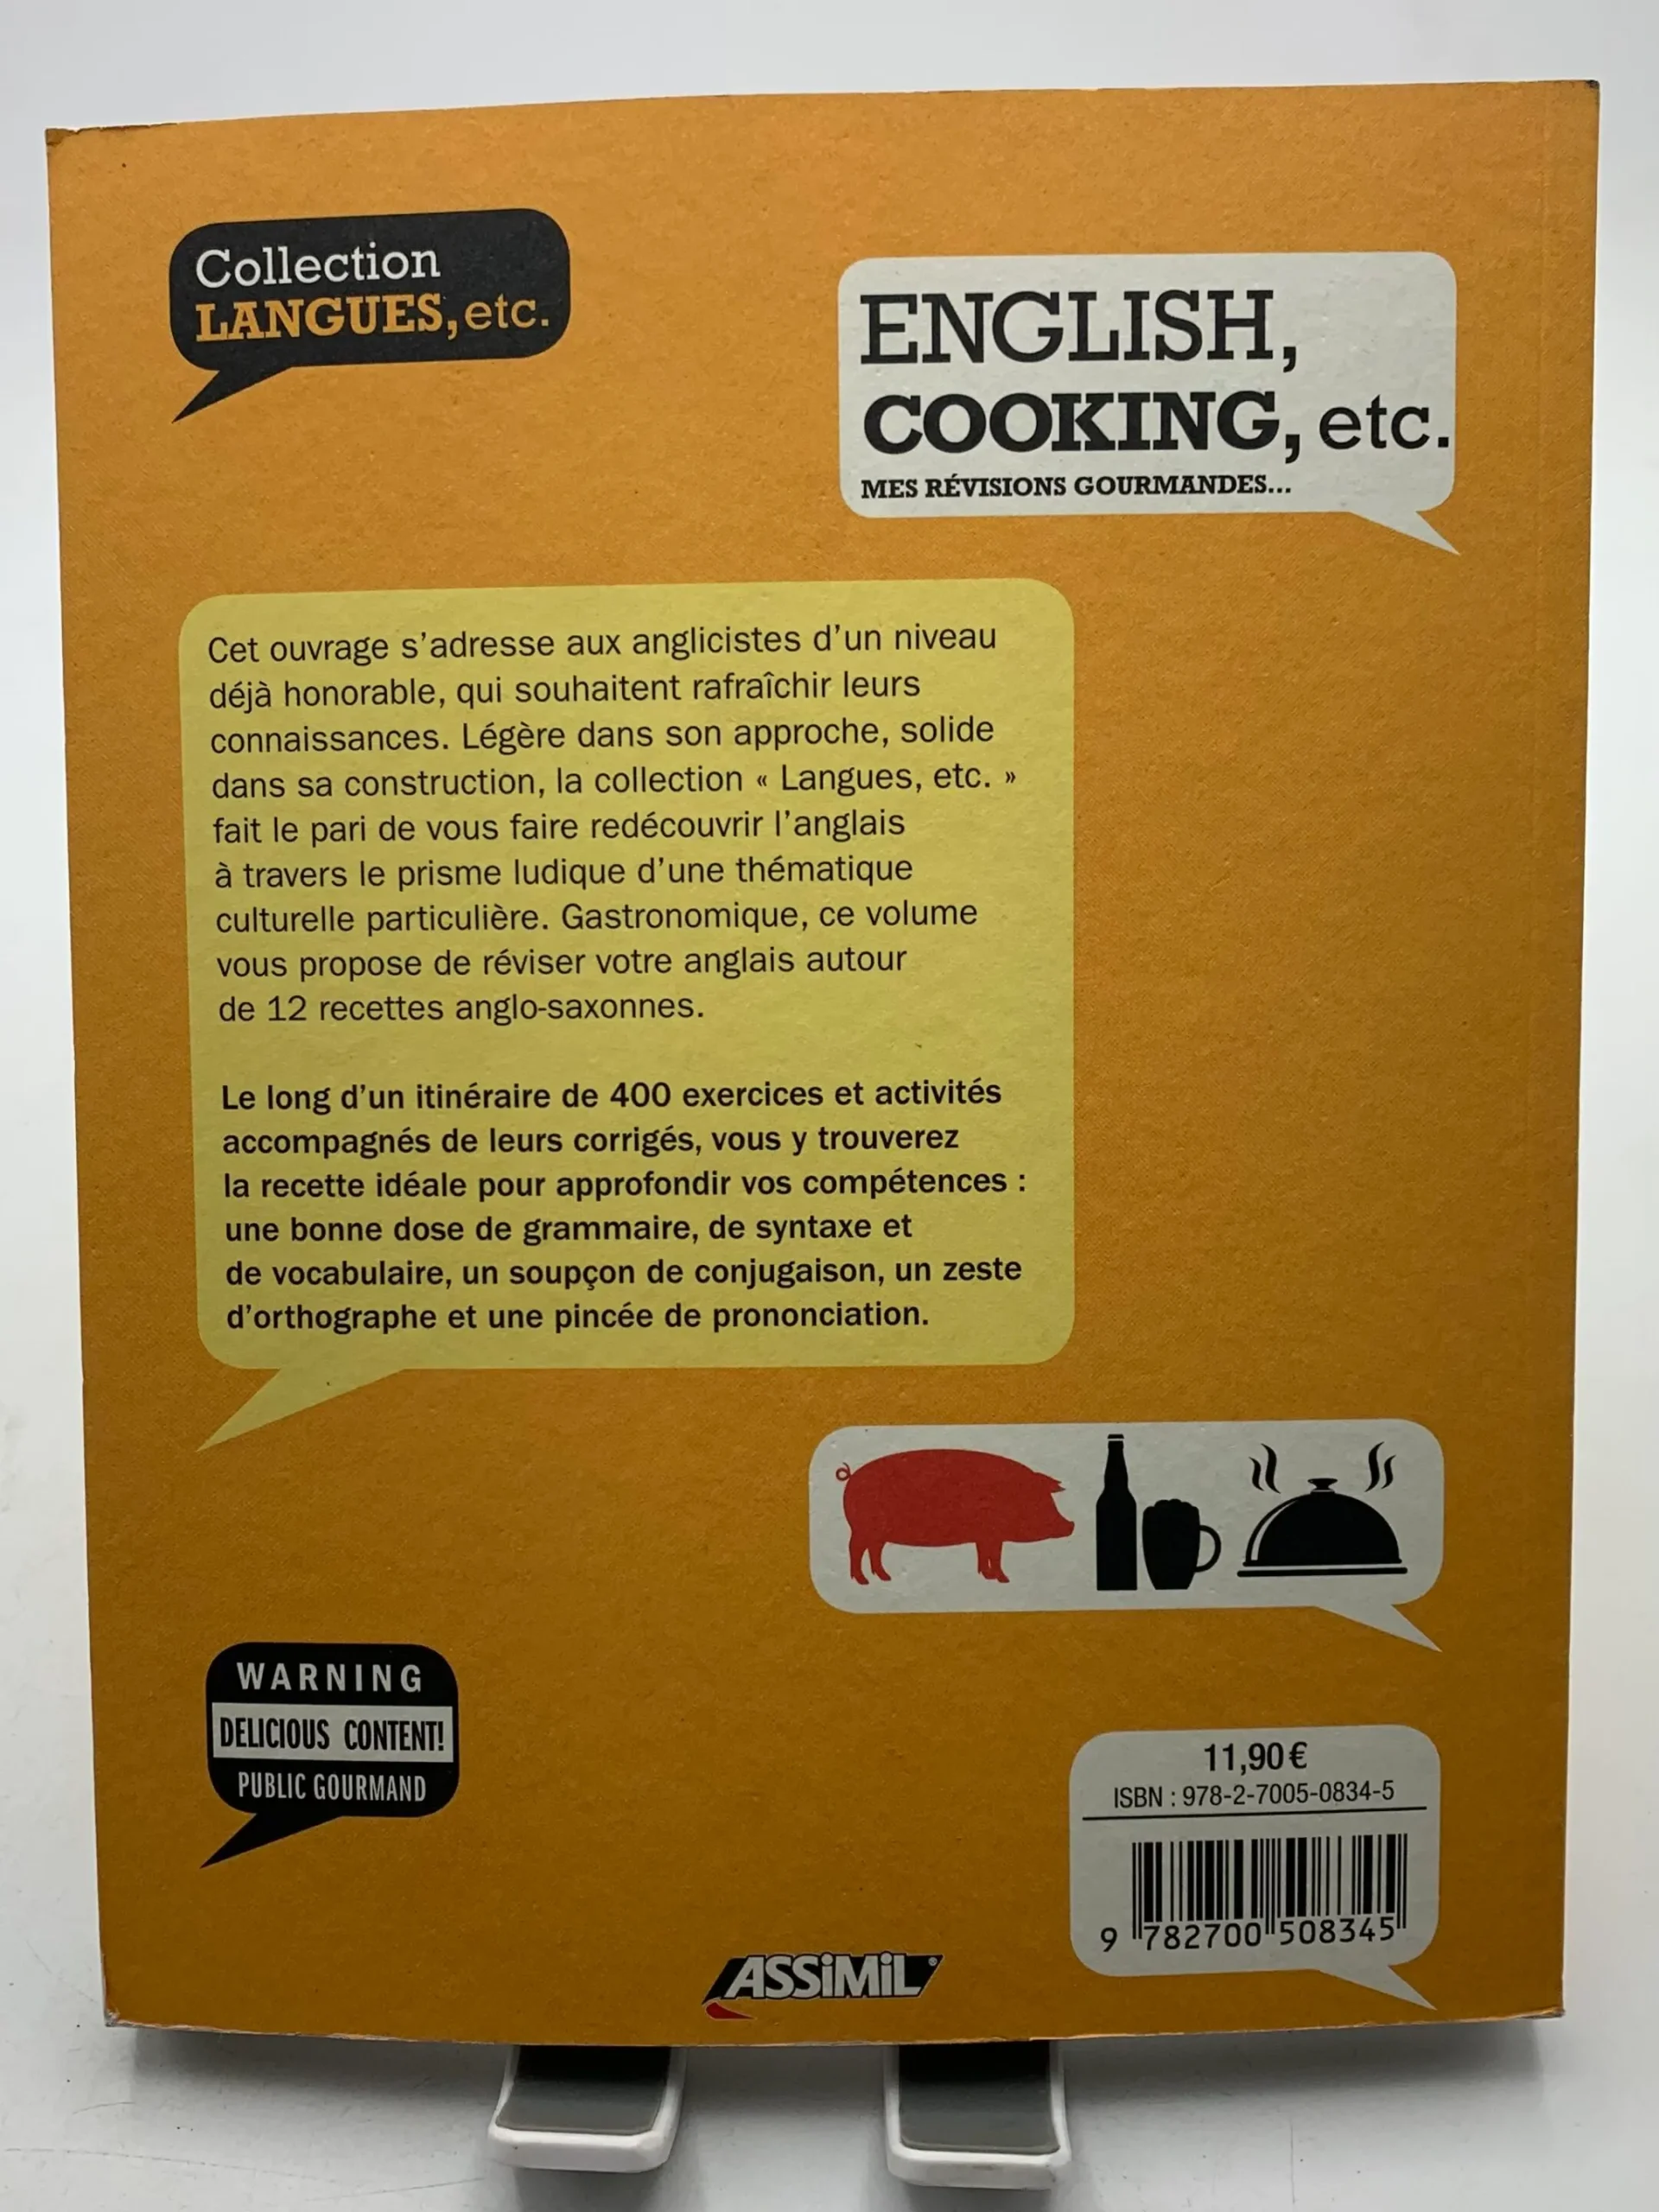 Collection
LANGUES, etc.
ENGLISH,
COOKING, etc.
MES RÉVISIONS GOURMANDES...
Cet ouvrage s'adresse aux anglicistes d'un niveau
déjà honorable, qui souhaitent rafraîchir leurs
connaissances. Légère dans son approche, solide
dans sa construction, la collection « Langues, etc. »
fait le pari de vous faire redécouvrir l'anglais
à travers le prisme ludique d'une thématique
culturelle particulière. Gastronomique, ce volume
vous propose de réviser votre anglais autour
de 12 recettes anglo-saxonnes.
Le long d'un itinéraire de 400 exercices et activités
accompagnés de leurs corrigés, vous y trouverez
la recette idéale pour approfondir vos compétences :
une bonne dose de grammaire, de syntaxe et
de vocabulaire, un soupçon de conjugaison, un zeste
d'orthographe et une pincée de prononciation.
WARNING
DELICIOUS CONTENT!
PUBLIC GOURMAND
11,90 €
ISBN : 978-2-7005-0834-5
9 782700 508345
ASSiMiL®